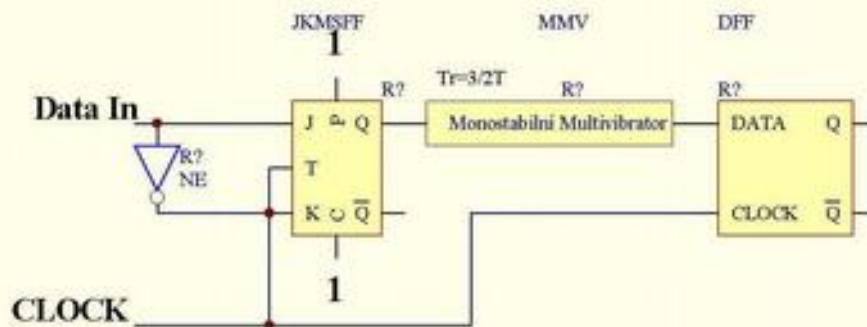 JKMSFF MMV DFF
1
Tr=3/2T
R? R? R?
Data In J P Q Monostabilni Multivibrator DATA Q
R?
NE
T
K C Q CLOCK Q
1
CLOCK